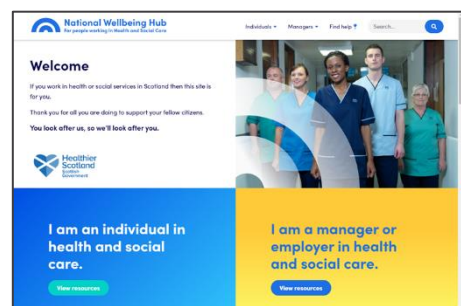 National Wellbeing Hub
For people working in Health and Social Care
Individuals
Managers
Find help
Search...
Welcome
If you work in health or social services in Scotland then this site is
for you.
Thank you for all you are doing to support your fellow citizens.
You look after us, so we'll look after you.
Healthier
Scotland
Scottish
Government
I am an individual in
health and social
care.
View resources
I am a manager or
employer in health
and social care.
View resources